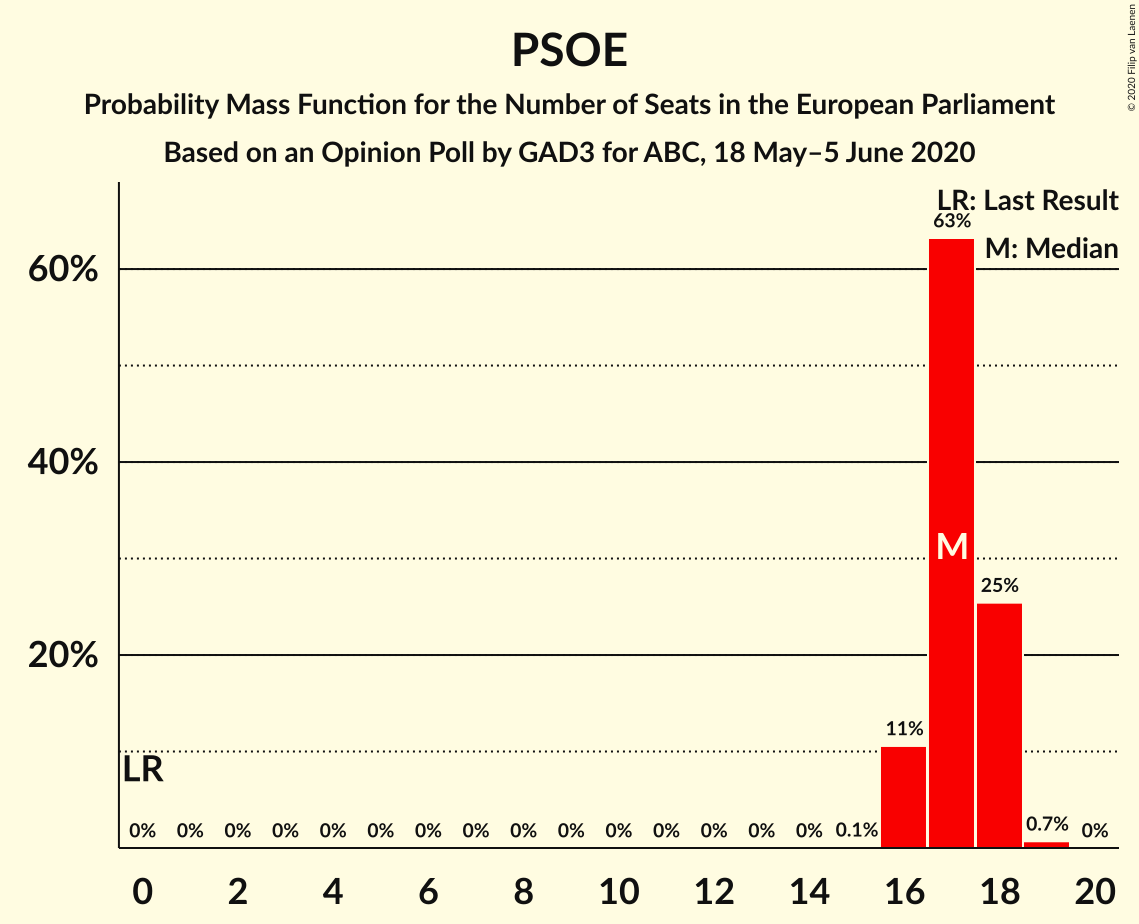 PSOE
Probability Mass Function for the Number of Seats in the European Parliament
Based on an Opinion Poll by GAD3 for ABC, 18 May–5 June 2020
© 2020 Filip van Laenen
LR: Last Result
M: Median
63%
60%
40%
M
25%
20%
11%
LR
0% 0% 0% 0% 0% 0% 0% 0% 0% 0% 0% 0% 0% 0% 0% 0.1% 0.7% 0%
0 2 4 6 8 10 12 14 16 18 20